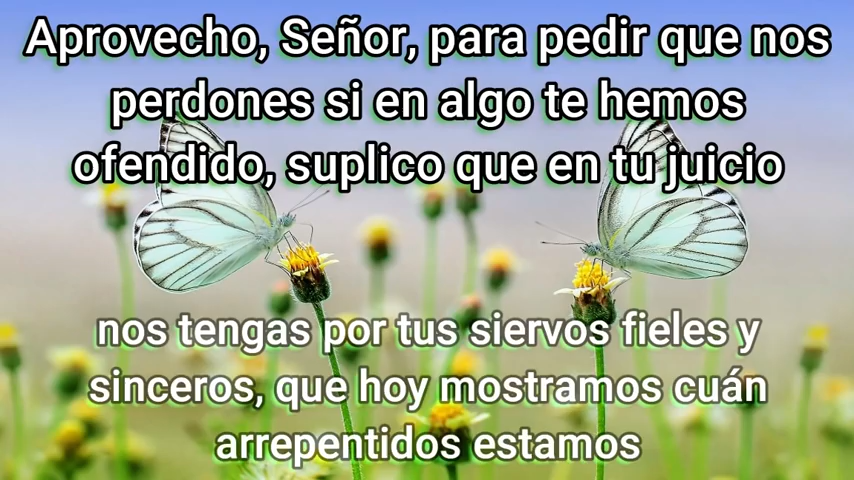 Aprovecho, Señor, para pedir que nos
perdones si en algo te hemos
ofendido, suplico que en tu juicio
nos tengas por tus siervos fieles y
sinceros, que hoy mostramos cuán
arrepentidos estamos